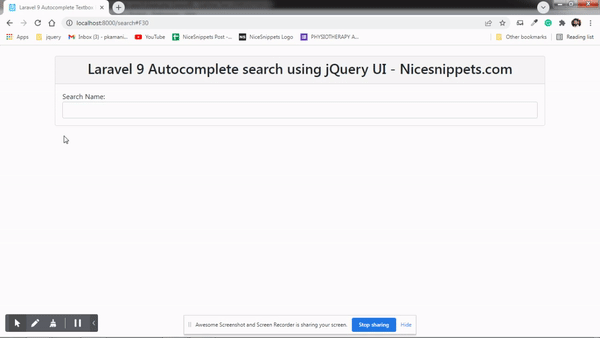 Laravel 9 Autocomplete Textbox
localhost:8000/search#F30
Apps jquery Inbox (3) - pkamani... YouTube NiceSnippets Post -... NiceSnippets Logo PHYSIOTHERAPY A... Other bookmarks Reading list
Laravel 9 Autocomplete search using jQuery UI - Nicesnippets.com
Search Name:
Awesome Screenshot and Screen Recorder is sharing your screen. Stop sharing Hide